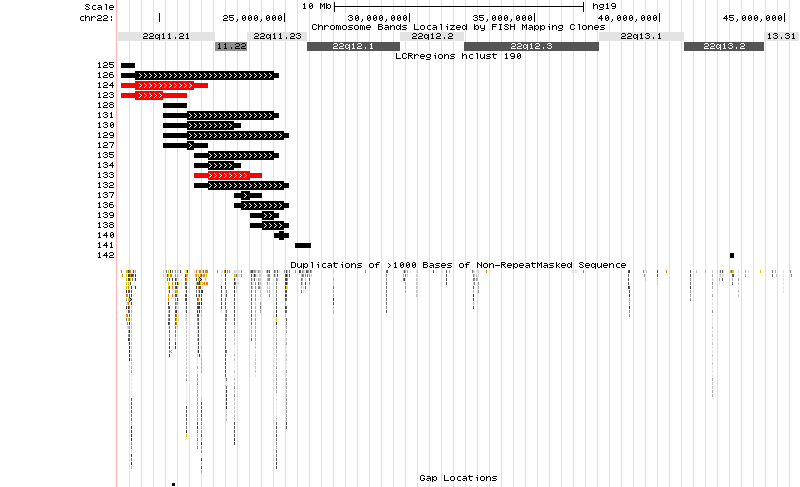 Scale 10 Mb hg19
chr22: 25,000,000 30,000,000 35,000,000 40,000,000 45,000,000
Chromosome Bands Localized by FISH Mapping Clones
22q11.21 22q11.23 22q12.2 22q13.1 13.31
11.22 22q12.1 22q12.3 22q13.2
LCRregions hclust 190
125
126
124
123
128
131
130
129
127
135
134
133
132
137
136
139
138
140
141
142
Duplications of >1000 Bases of Non-RepeatMasked Sequence
Gap Locations